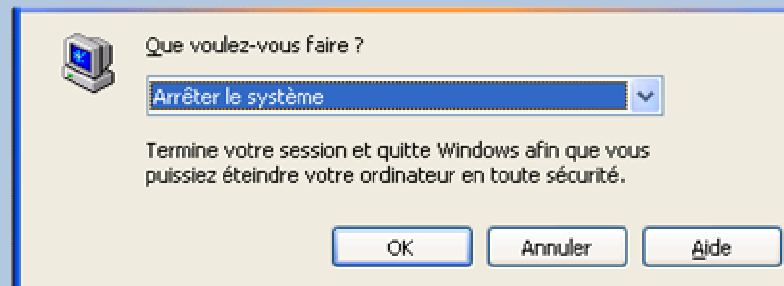 Que voulez-vous faire ?
Arrêter le système
Termine votre session et quitte Windows afin que vous
puissiez éteindre votre ordinateur en toute sécurité.
OK Annuler Aide